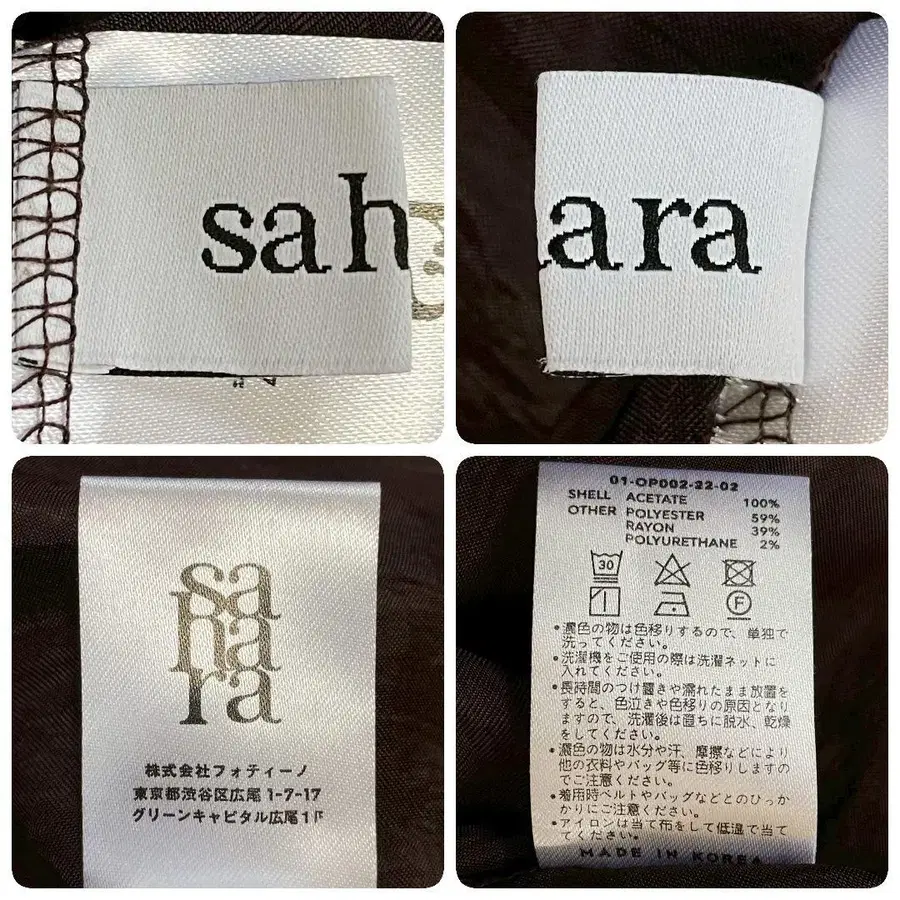 sah
ara
sa
ha
ra
株式会社フォティーノ
東京都渋谷区広尾1-7-17
グリーンキャピタル広尾1F
01-OP002-22-02
SHELL ACETATE 100%
OTHER POLYESTER 59%
RAYON 39%
POLYURETHANE 2%
30
F
•濃色の物は色移りするので、単独で
洗ってください。
•洗濯機をご使用の際は洗濯ネットに
入れてください。
•長時間のつけ置きや濡れたまま放置を
すると、色泣きや色移りの原因となり
ますので、洗濯後は直ちに脱水、乾燥
をしてください。
•濃色の物は水分や汗、摩擦などにより
他の衣料やバッグ等に色移りしますの
でご注意ください。
•着用時ベルトやバッグなどとのひっか
かりにご注意ください。
•アイロンは当て布をして低温で当て
てください。
MADE IN KOREA